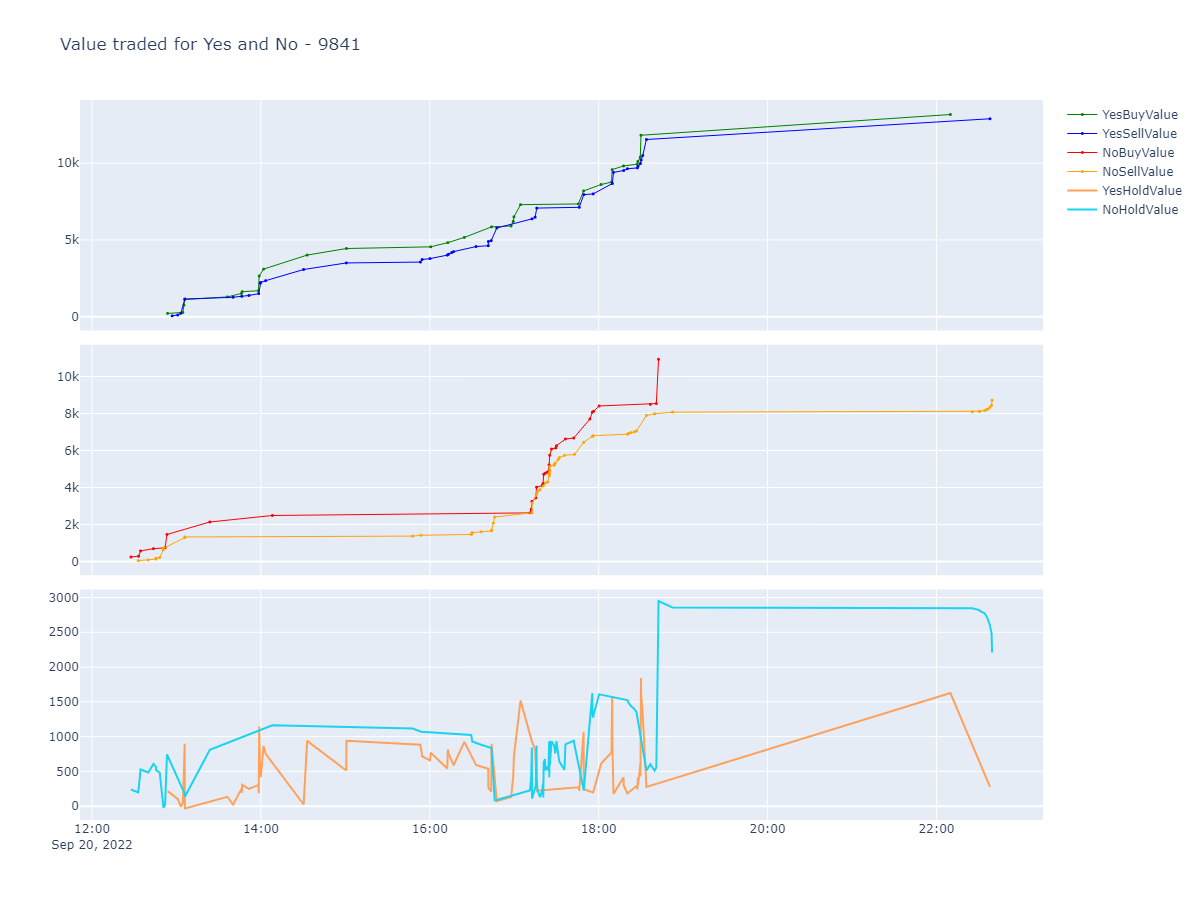 Value traded for Yes and No - 9841
YesBuyValue
YesSellValue
NoBuyValue
NoSellValue
YesHoldValue
NoHoldValue
10k
5k
0
10k
8k
6k
4k
2k
0
3000
2500
2000
1500
1000
500
0
12:00 14:00 16:00 18:00 20:00 22:00
Sep 20, 2022